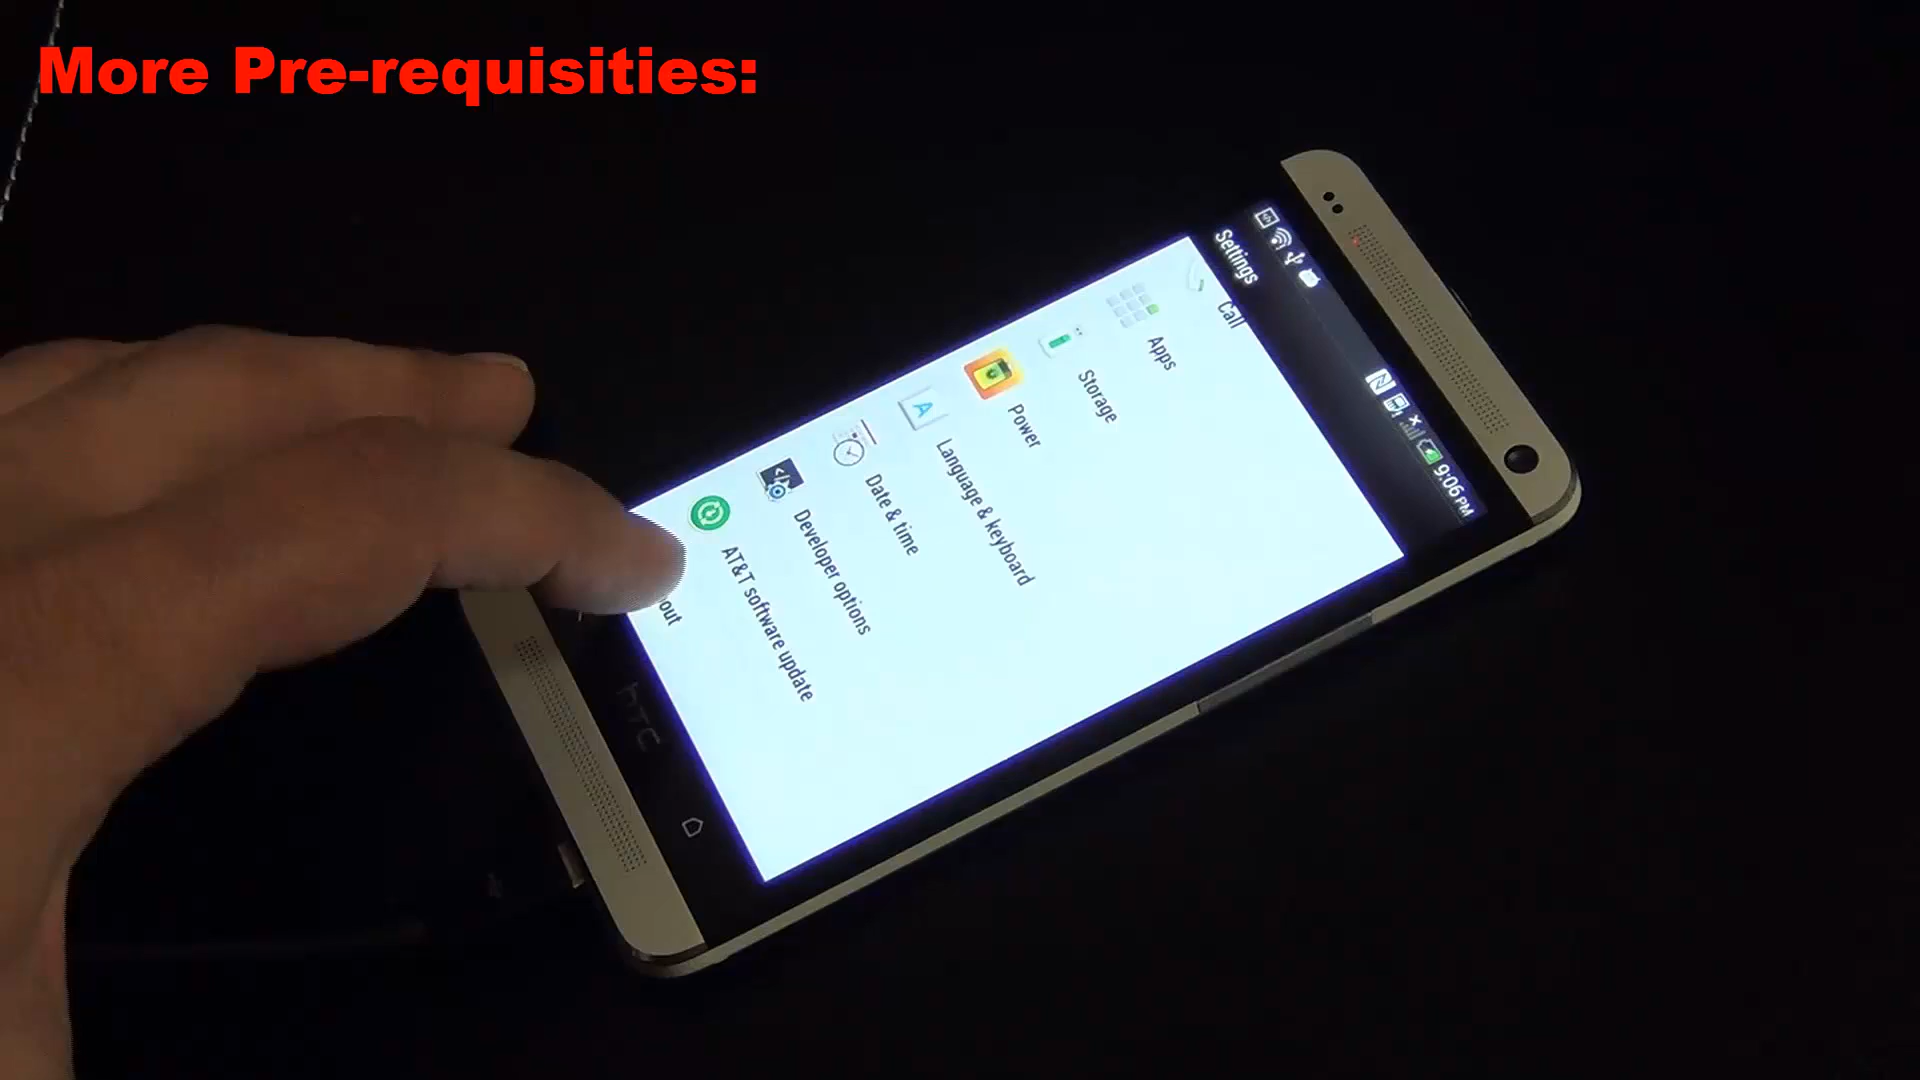 More Pre-requisities:
9:06 PM
Settings
Call
Apps
Storage
Power
Language & keyboard
Date & time
Developer options
AT&T software update
out
hTC